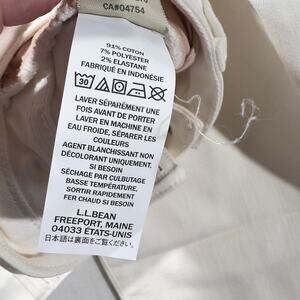 CA#04754
91% COTON
7% POLYESTER
2% ÉLASTANE
FABRIQUÉ EN INDONÉSIE
30
LAVER SÉPARÉMENT UNE
FOIS AVANT DE PORTER
LAVER EN MACHINE EN
EAU FROIDE, SÉPARER LES
COULEURS
AGENT BLANCHISSANT NON
DÉCOLORANT UNIQUEMENT,
SI BESOIN
SÉCHAGE PAR CULBUTAGE
BASSE TEMPÉRATURE,
SORTIR RAPIDEMENT
FER CHAUD SI BESOIN
L.L.BEAN
FREEPORT, MAINE
04033 ÉTATS-UNIS
日本語は裏面をご覧ください